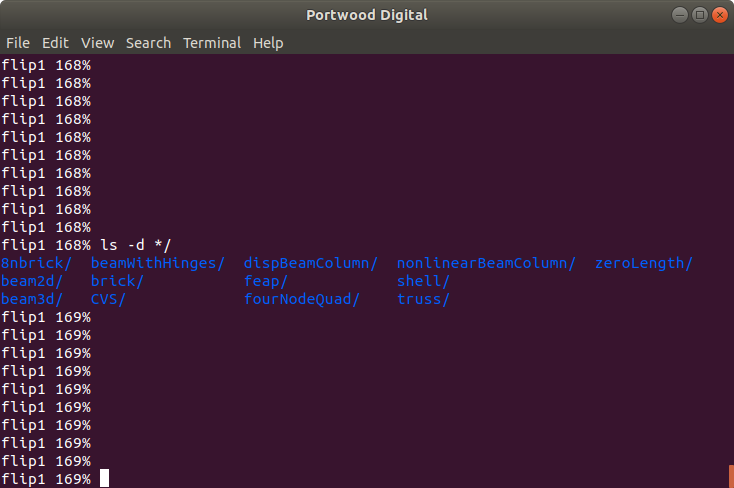 Portwood Digital
File Edit View Search Terminal Help
flip1 168%
flip1 168%
flip1 168%
flip1 168%
flip1 168%
flip1 168%
flip1 168%
flip1 168%
flip1 168%
flip1 168%
flip1 168% ls -d */
8nbrick/ beamWithHinges/ dispBeamColumn/ nonlinearBeamColumn/ zeroLength/
beam2d/ brick/ feap/ shell/
beam3d/ CVS/ fourNodeQuad/ truss/
flip1 169%
flip1 169%
flip1 169%
flip1 169%
flip1 169%
flip1 169%
flip1 169%
flip1 169%
flip1 169%
flip1 169%